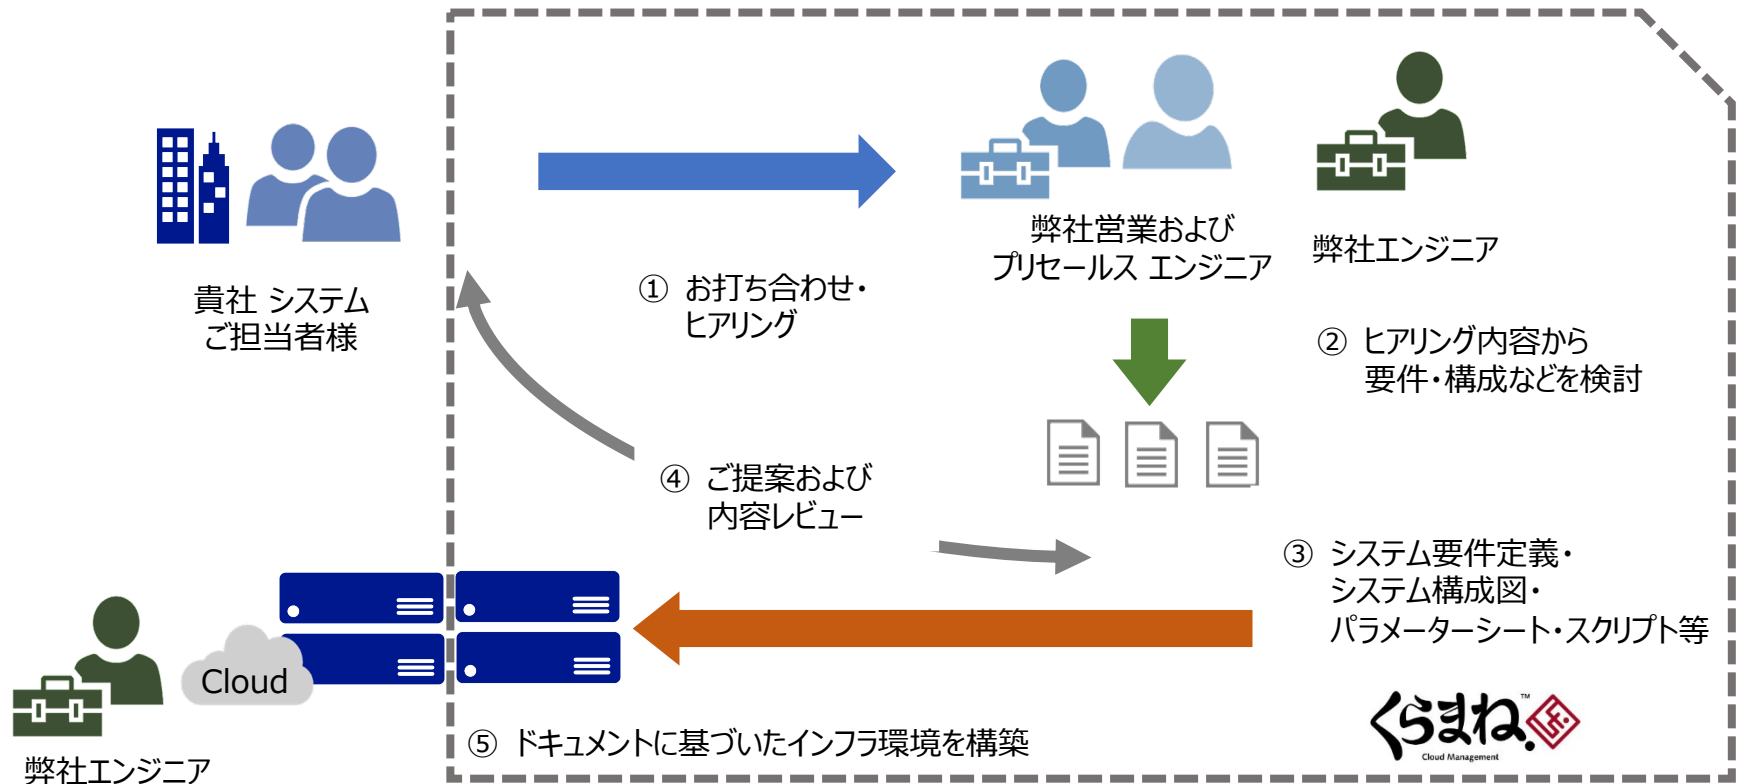 弊社営業および
プリセールス エンジニア
弊社エンジニア
貴社 システム
ご担当者様
① お打ち合わせ・
ヒアリング
② ヒアリング内容から
要件・構成などを検討
④ ご提案および
内容レビュー
③ システム要件定義・
システム構成図・
パラメーターシート・スクリプト等
Cloud
弊社エンジニア
⑤ ドキュメントに基づいたインフラ環境を構築
くらまね.™
Cloud Management